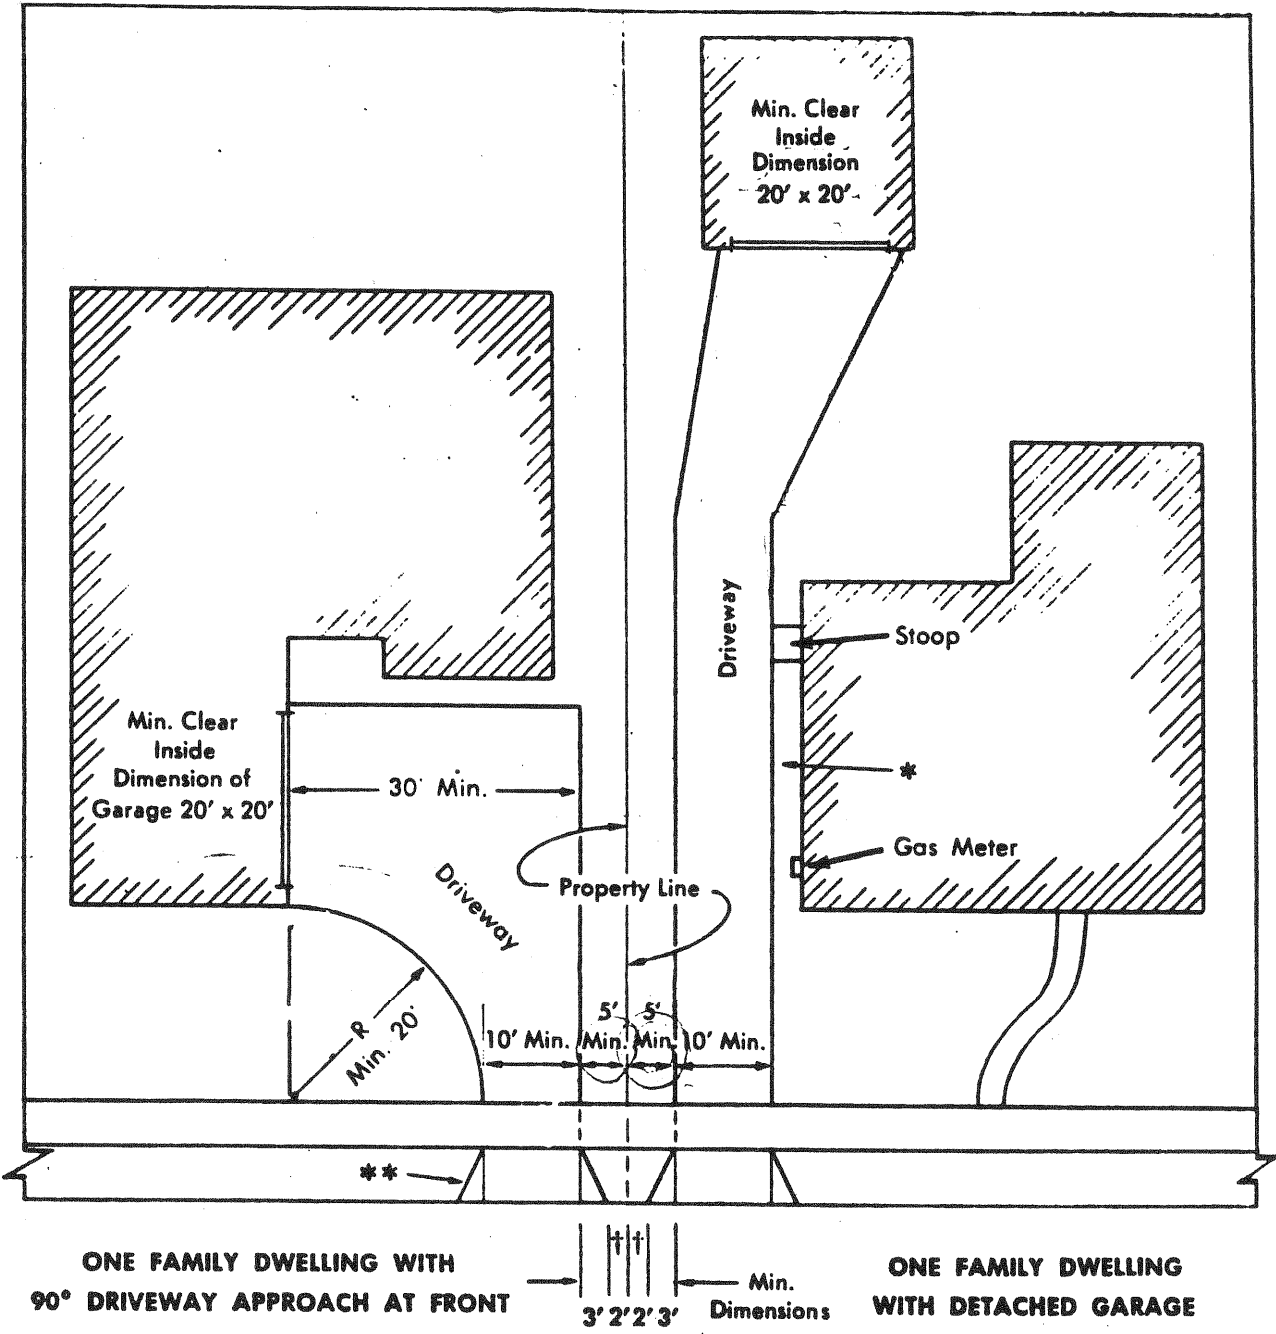 Min. Clear
Inside
Dimension
20' x 20'
Driveway
Stoop
Min. Clear
Inside
Dimension of
Garage 20' x 20'
30' Min.
*
Gas Meter
Property Line
Driveway
R
Min. 20'
5' 5'
10' Min. Min. Min. 10' Min.
**
† †
ONE FAMILY DWELLING WITH
90° DRIVEWAY APPROACH AT FRONT
Min.
Dimensions
3' 2' 2' 3'
ONE FAMILY DWELLING
WITH DETACHED GARAGE